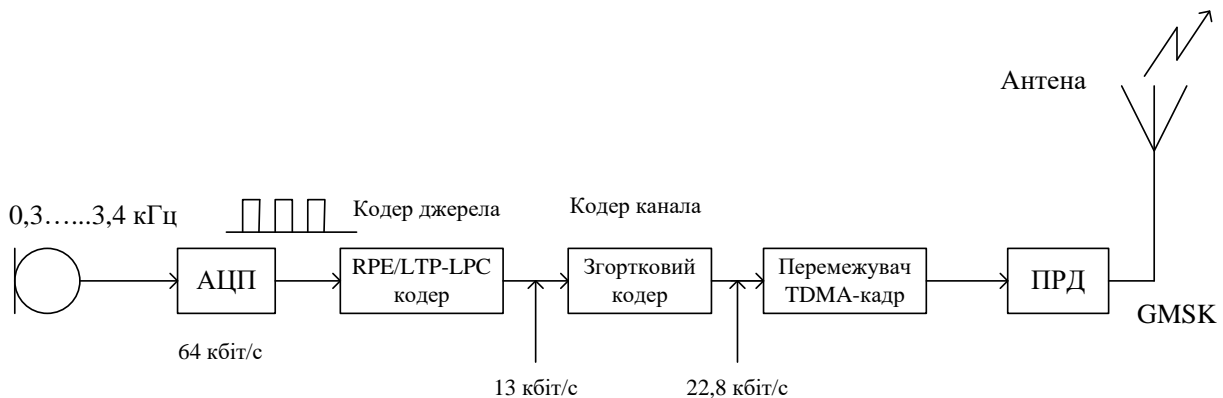 Антена
0,3…...3,4 кГц
Кодер джерела
Кодер канала
АЦП
RPE/LTP-LPC
кодер
Згортковий
кодер
Перемежувач
TDMA-кадр
ПРД
GMSK
64 кбіт/с
13 кбіт/с
22,8 кбіт/с